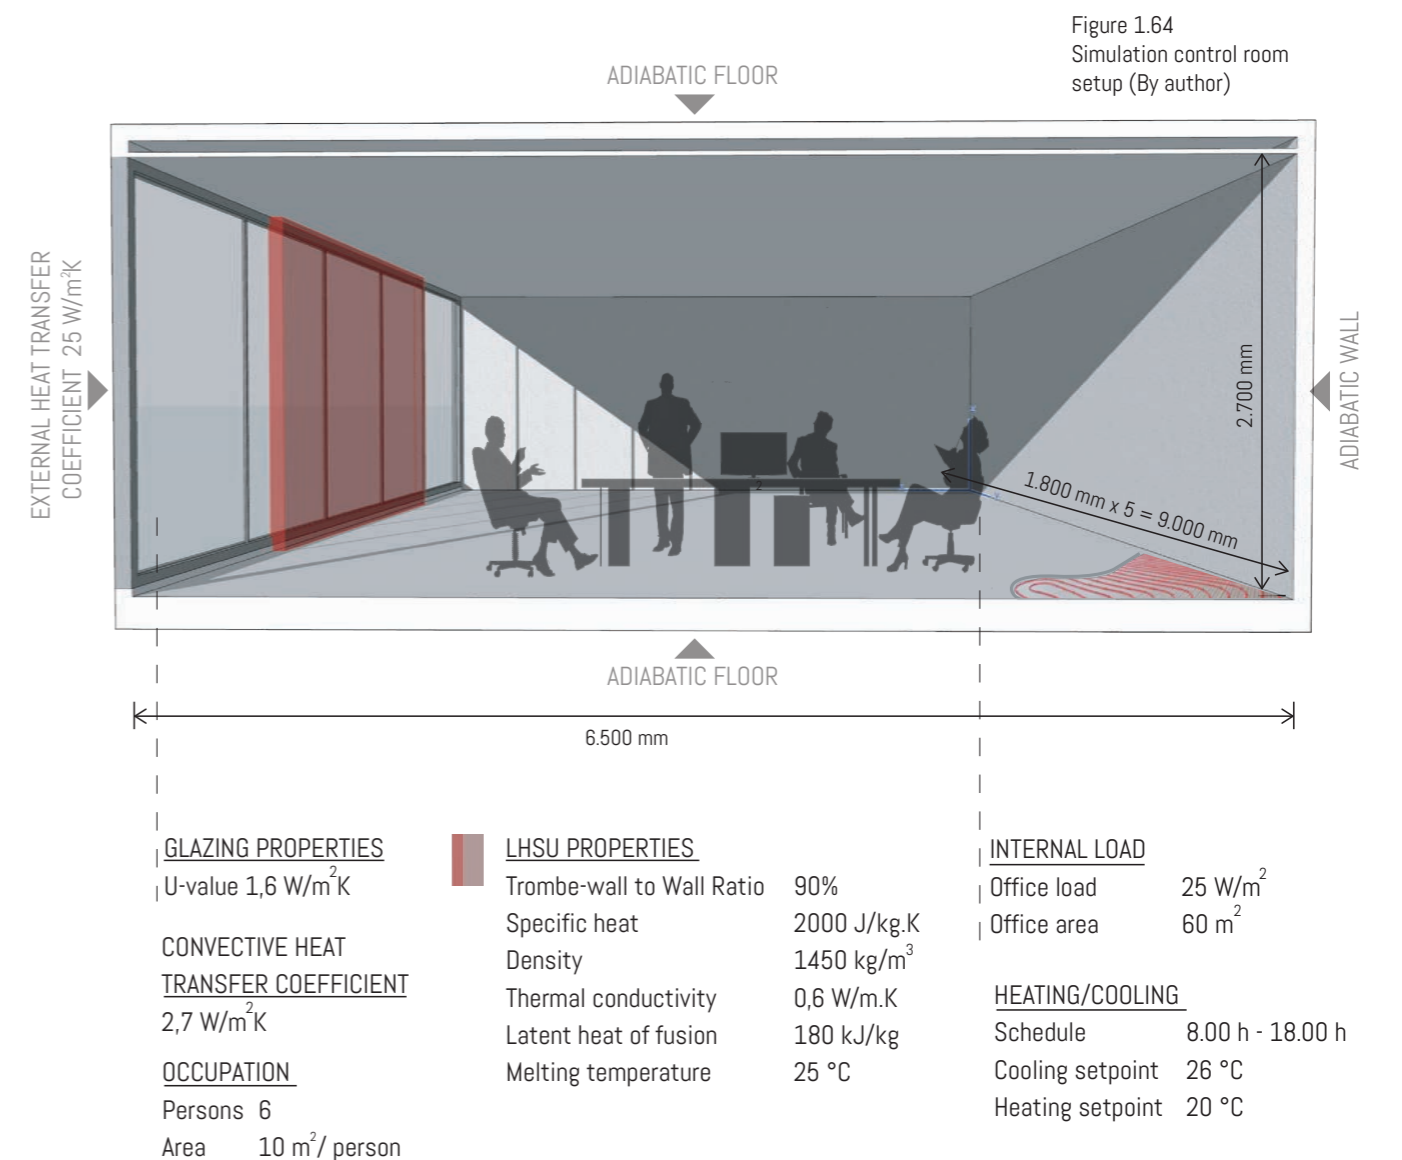 Figure 1.64
Simulation control room
setup (By author)
ADIABATIC FLOOR
EXTERNAL HEAT TRANSFER
COEFFICIENT 25 W/m²K
ADIABATIC WALL
2.700 mm
1.800 mm x 5 = 9.000 mm
ADIABATIC FLOOR
6.500 mm
GLAZING PROPERTIES
U-value 1,6 W/m²K
CONVECTIVE HEAT
TRANSFER COEFFICIENT
2,7 W/m²K
OCCUPATION
Persons 6
Area 10 m²/ person
LHSU PROPERTIES
Trombe-wall to Wall Ratio 90%
Specific heat 2000 J/kg.K
Density 1450 kg/m³
Thermal conductivity 0,6 W/m.K
Latent heat of fusion 180 kJ/kg
Melting temperature 25 °C
INTERNAL LOAD
Office load 25 W/m²
Office area 60 m²
HEATING/COOLING
Schedule 8.00 h - 18.00 h
Cooling setpoint 26 °C
Heating setpoint 20 °C